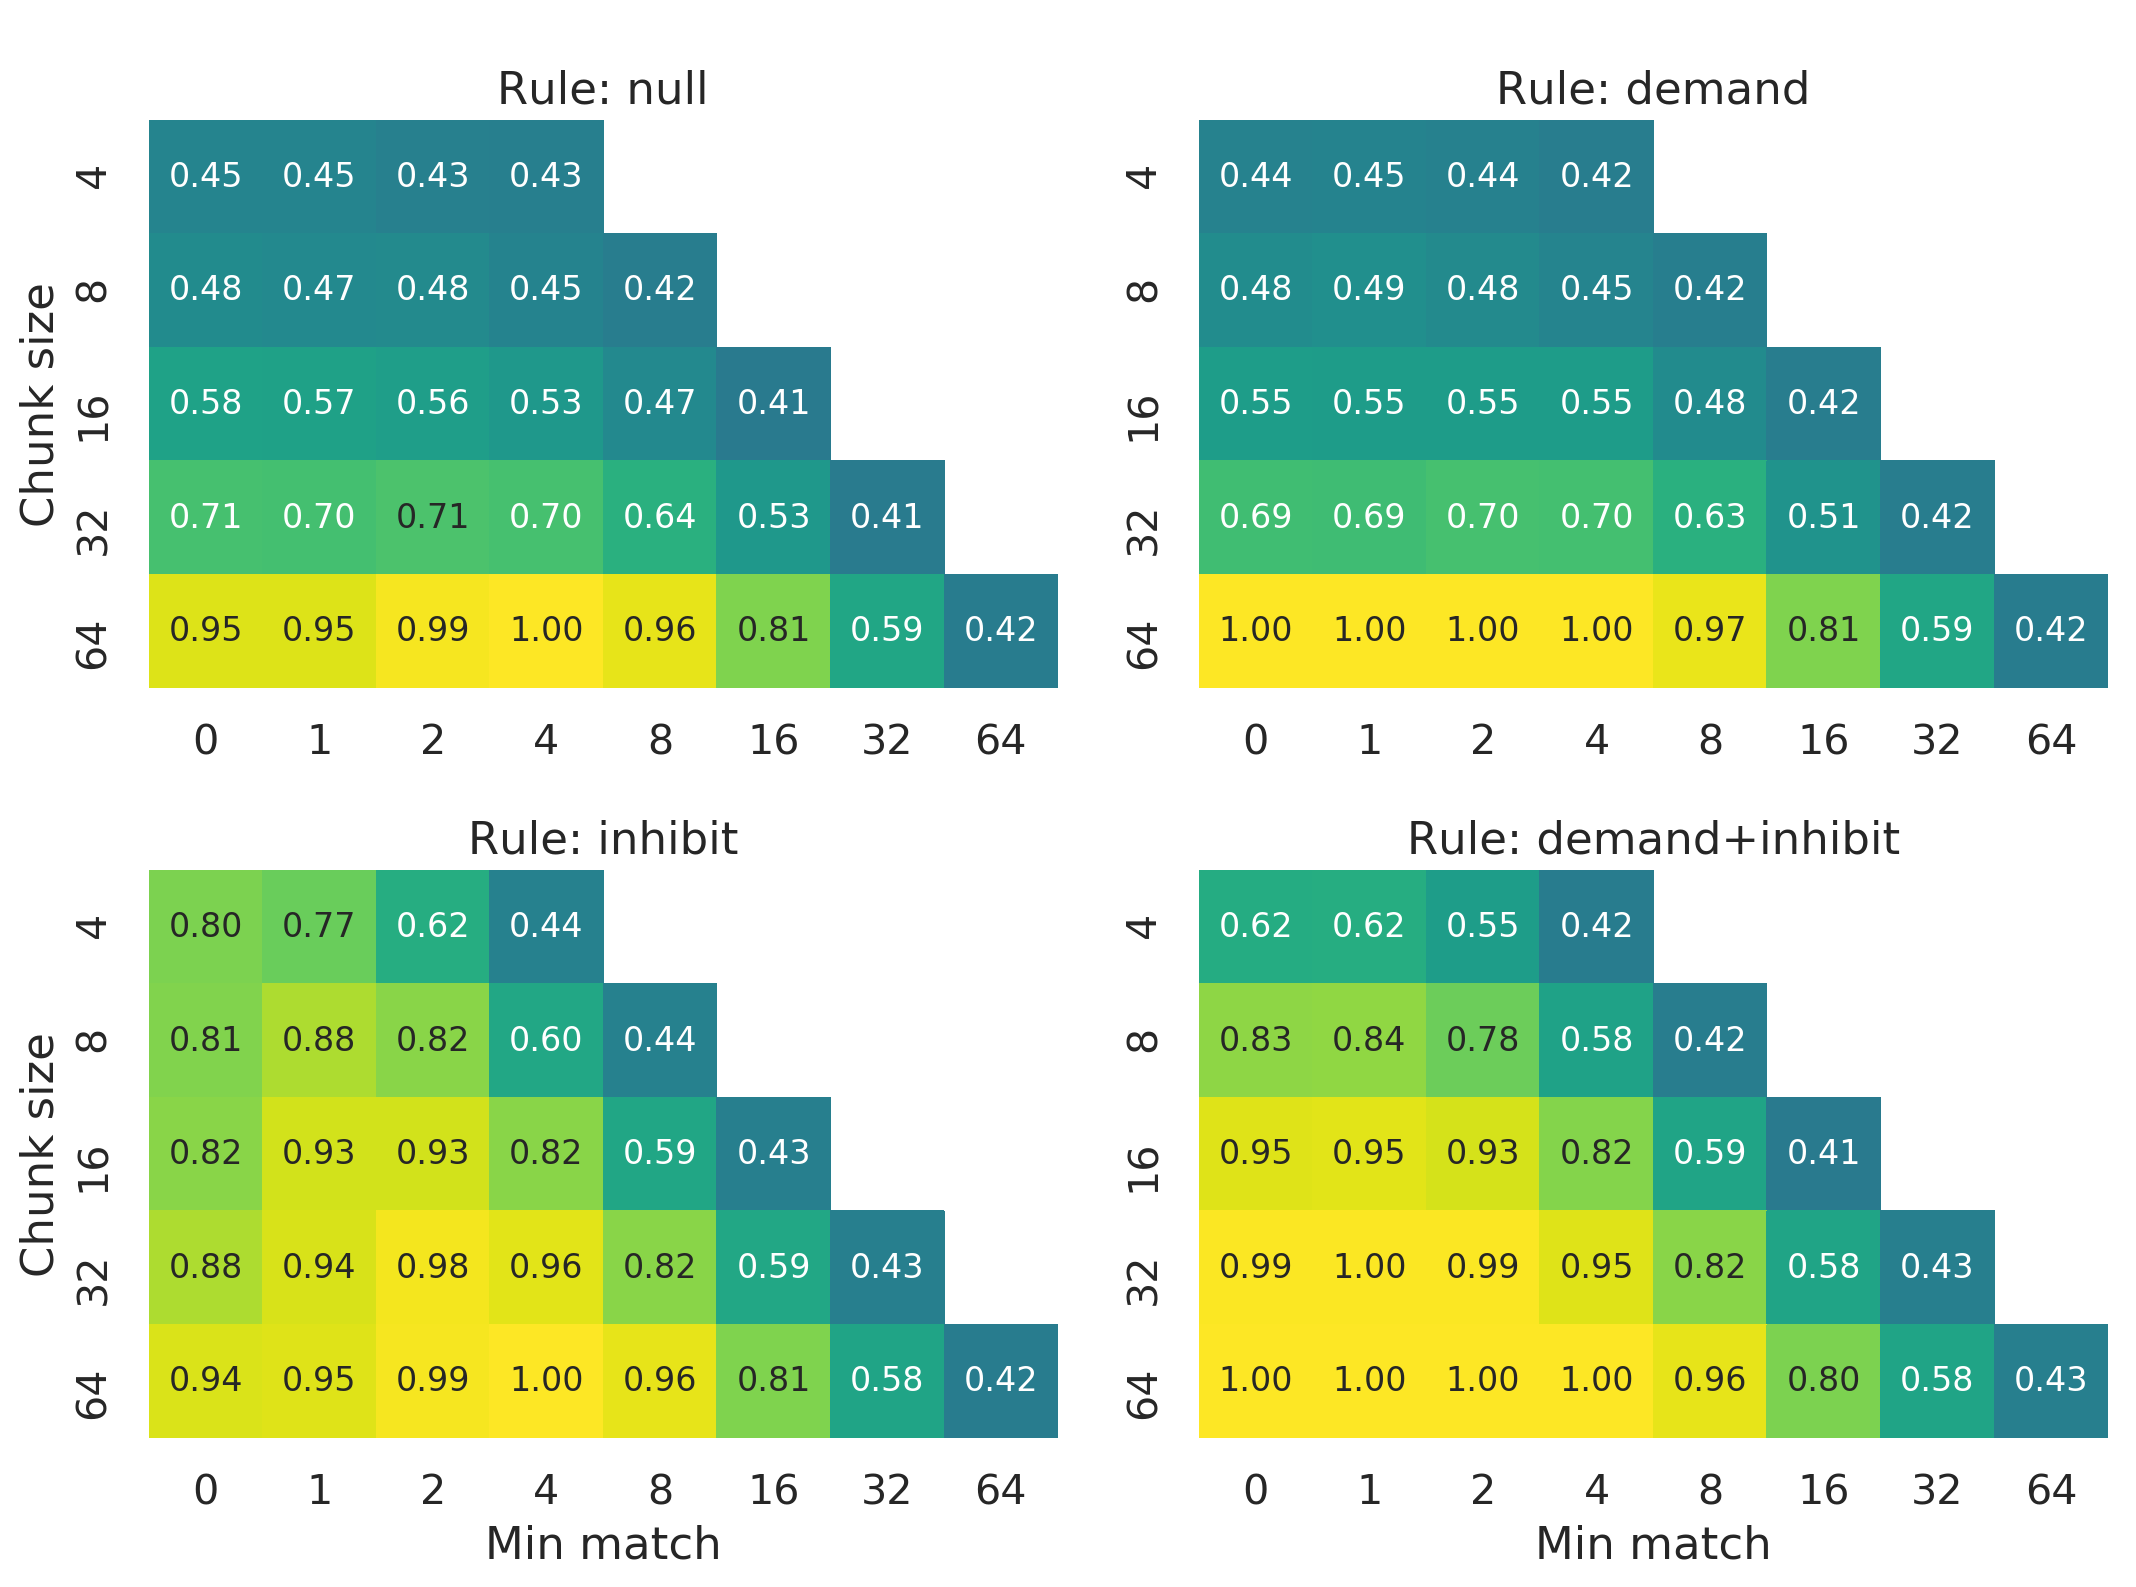 Rule: null
4 0.45 0.45 0.43 0.43
8 0.48 0.47 0.48 0.45 0.42
16 0.58 0.57 0.56 0.53 0.47 0.41
32 0.71 0.70 0.71 0.70 0.64 0.53 0.41
64 0.95 0.95 0.99 1.00 0.96 0.81 0.59 0.42
Chunk size
0 1 2 4 8 16 32 64
Rule: demand
4 0.44 0.45 0.44 0.42
8 0.48 0.49 0.48 0.45 0.42
16 0.55 0.55 0.55 0.55 0.48 0.42
32 0.69 0.69 0.70 0.70 0.63 0.51 0.42
64 1.00 1.00 1.00 1.00 0.97 0.81 0.59 0.42
0 1 2 4 8 16 32 64
Rule: inhibit
4 0.80 0.77 0.62 0.44
8 0.81 0.88 0.82 0.60 0.44
16 0.82 0.93 0.93 0.82 0.59 0.43
32 0.88 0.94 0.98 0.96 0.82 0.59 0.43
64 0.94 0.95 0.99 1.00 0.96 0.81 0.58 0.42
Chunk size
0 1 2 4 8 16 32 64
Min match
Rule: demand+inhibit
4 0.62 0.62 0.55 0.42
8 0.83 0.84 0.78 0.58 0.42
16 0.95 0.95 0.93 0.82 0.59 0.41
32 0.99 1.00 0.99 0.95 0.82 0.58 0.43
64 1.00 1.00 1.00 1.00 0.96 0.80 0.58 0.43
0 1 2 4 8 16 32 64
Min match